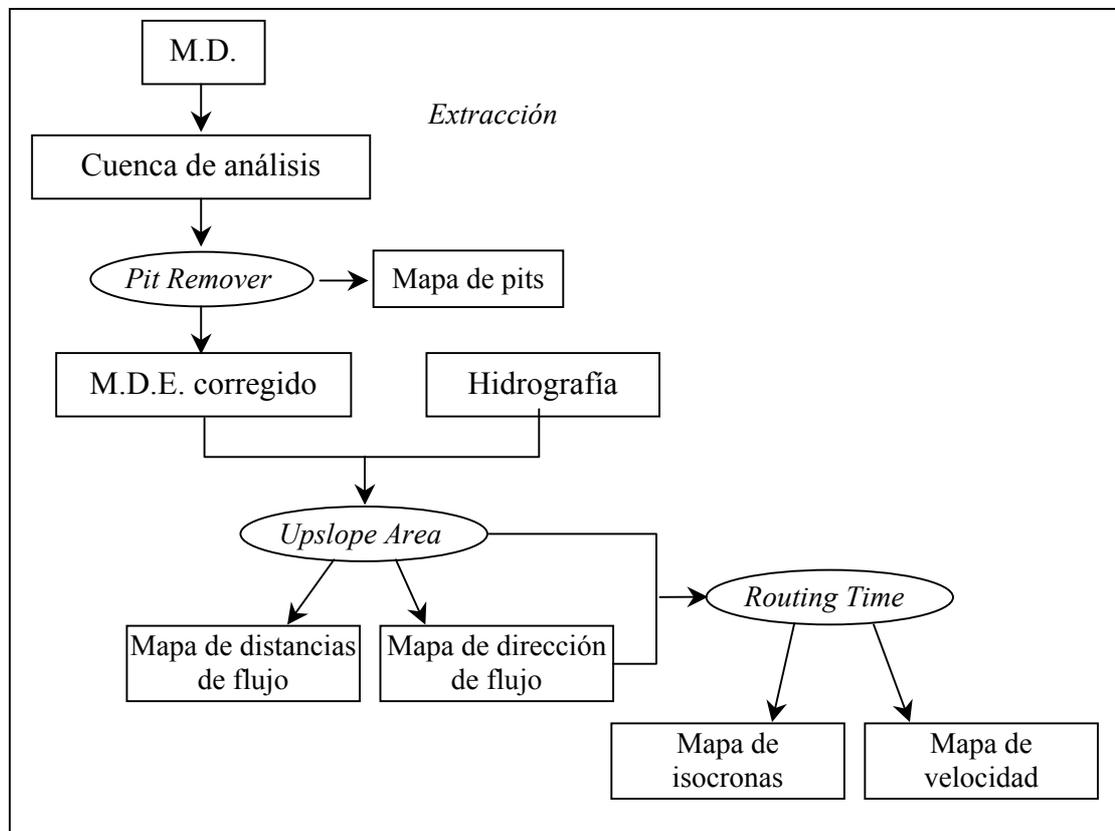 M.D.
Extracción
Cuenca de análisis
Pit Remover
Mapa de pits
M.D.E. corregido
Hidrografía
Upslope Area
Routing Time
Mapa de distancias
de flujo
Mapa de dirección
de flujo
Mapa de
isocronas
Mapa de
velocidad